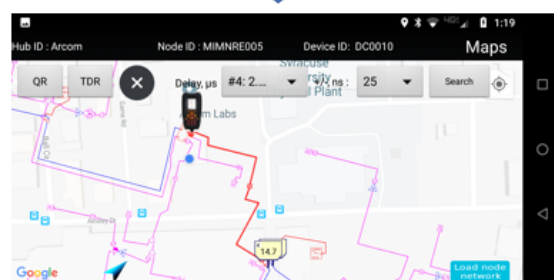 1:19
Hub ID : Arcom Node ID : MIMNRE005 Device ID: DC0010 Maps
QR TDR Delay, µs #4: 2.... +/-, ns : 25 Search
Syracuse
Plant
Labs
14.7
Google
Load node
network